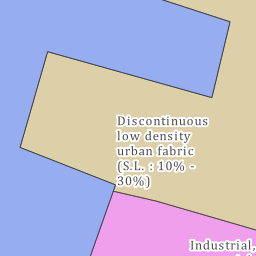 Discontinuous
low density
urban fabric
(S.L. : 10% -
30%)
Industrial,